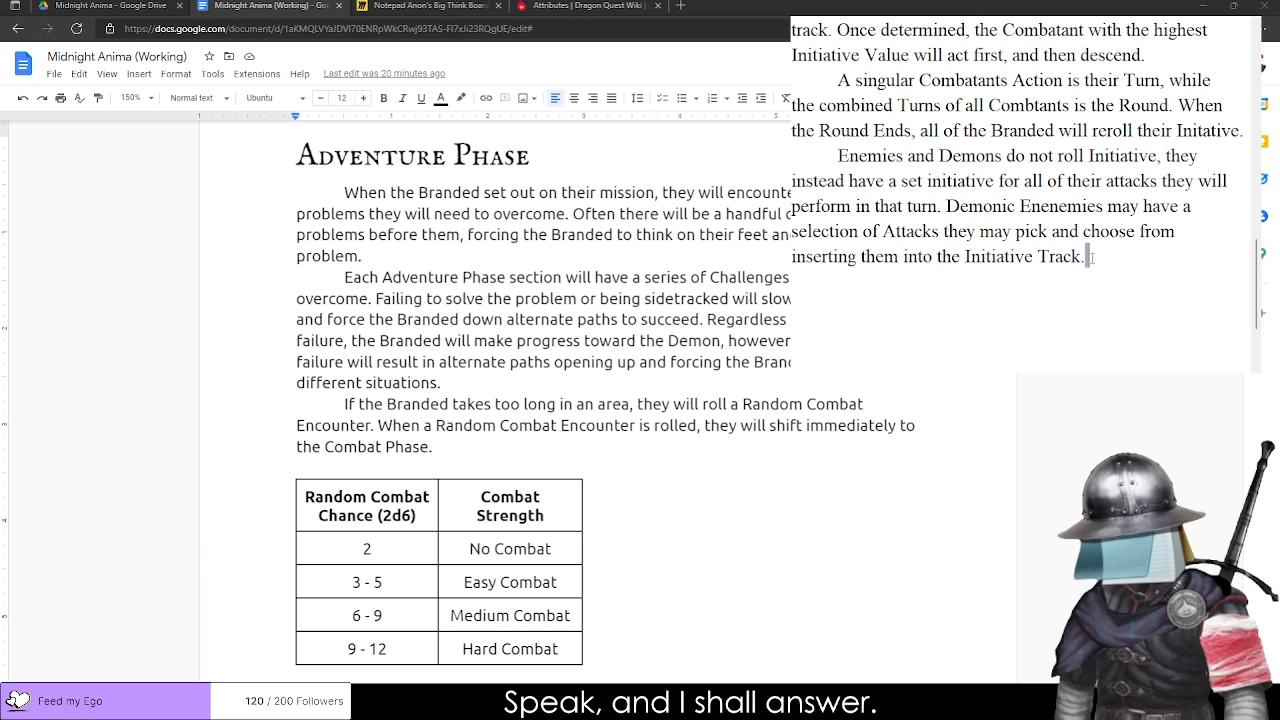 Midnight Anima - Google Drive
Midnight Anima (Working) - Goo
Notepad Anon's Big Think Board
Attributes | Dragon Quest Wiki |
https://docs.google.com/document/d/1aKMQLVYaJDVl70ENRpWkCRwj93TAS-Fl7xJi23RQgUE/edit#
Midnight Anima (Working)
File Edit View Insert Format Tools Extensions Help
Last edit was 20 minutes ago
150% Normal text Ubuntu 12
B I U A
1 1 2 3 4 5
track. Once determined, the Combatant with the highest
Initiative Value will act first, and then descend.
A singular Combatants Action is their Turn, while
the combined Turns of all Combtants is the Round. When
the Round Ends, all of the Branded will reroll their Initative.
Enemies and Demons do not roll Initiative, they
instead have a set initiative for all of their attacks they will
perform in that turn. Demonic Enenemies may have a
selection of Attacks they may pick and choose from
inserting them into the Initiative Track.
Adventure Phase
When the Branded set out on their mission, they will encounte
problems they will need to overcome. Often there will be a handful
problems before them, forcing the Branded to think on their feet an
problem.
Each Adventure Phase section will have a series of Challenges
overcome. Failing to solve the problem or being sidetracked will slow
and force the Branded down alternate paths to succeed. Regardless
failure, the Branded will make progress toward the Demon, however
failure will result in alternate paths opening up and forcing the Bran
different situations.
If the Branded takes too long in an area, they will roll a Random Combat
Encounter. When a Random Combat Encounter is rolled, they will shift immediately to
the Combat Phase.
Random Combat Chance (2d6) Combat Strength
2 No Combat
3 - 5 Easy Combat
6 - 9 Medium Combat
9 - 12 Hard Combat
Feed my Ego
120 / 200 Followers
Speak, and I shall answer.